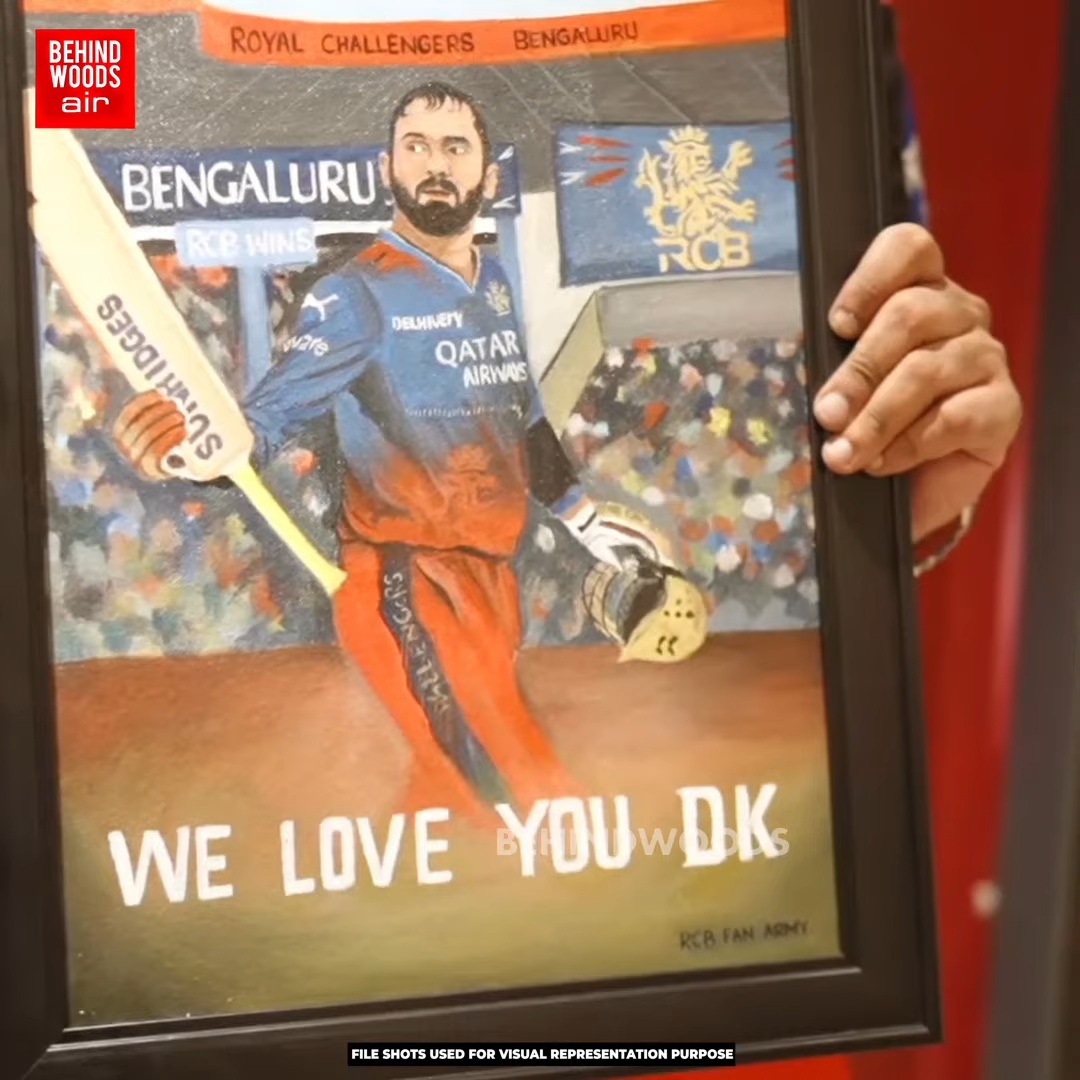 BEHIND
WOODS
air
ROYAL CHALLENGERS BENGALURU
BENGALURU
RCB WINS
RCB
DELHIVERY
QATAR
AIRWAYS
SUNRIDGES
WE LOVE YOU DK
BEHINDWOODS
RCB FAN ARMY
FILE SHOTS USED FOR VISUAL REPRESENTATION PURPOSE